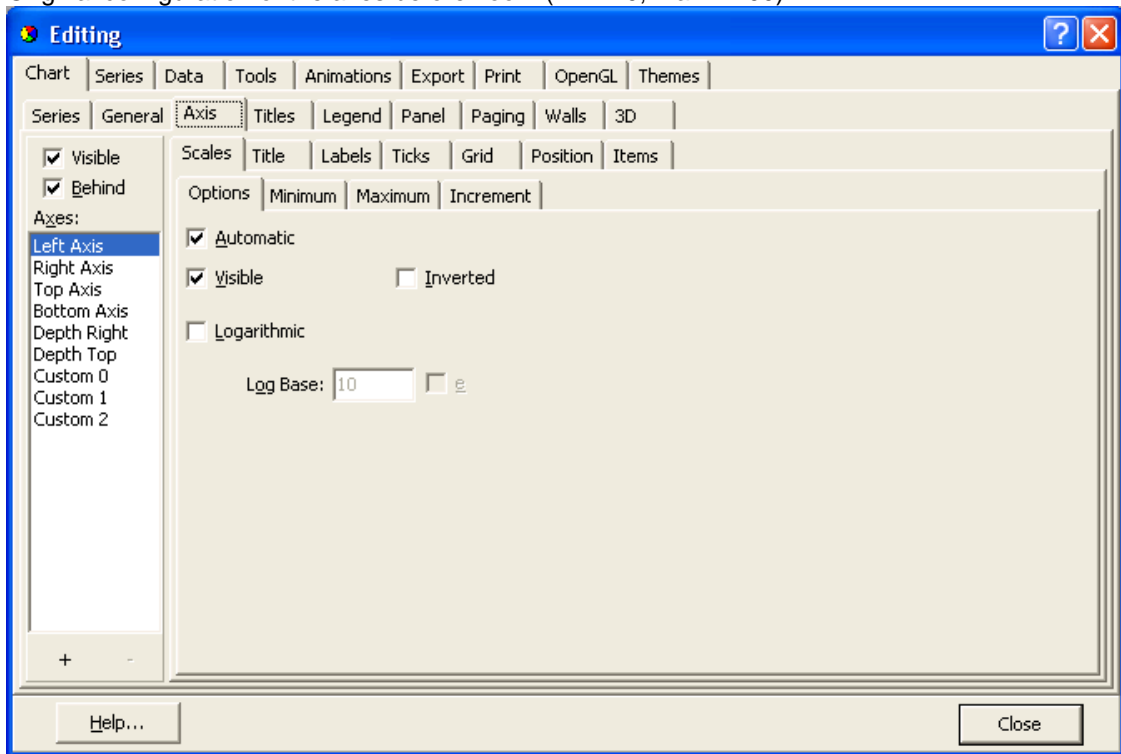 Editing
Chart Series Data Tools Animations Export Print OpenGL Themes
Series General Axis Titles Legend Panel Paging Walls 3D
Visible
Behind
Axes:
Left Axis
Right Axis
Top Axis
Bottom Axis
Depth Right
Depth Top
Custom 0
Custom 1
Custom 2
+ -
Scales Title Labels Ticks Grid Position Items
Options Minimum Maximum Increment
Automatic
Visible Inverted
Logarithmic
Log Base: 10 e
Help... Close